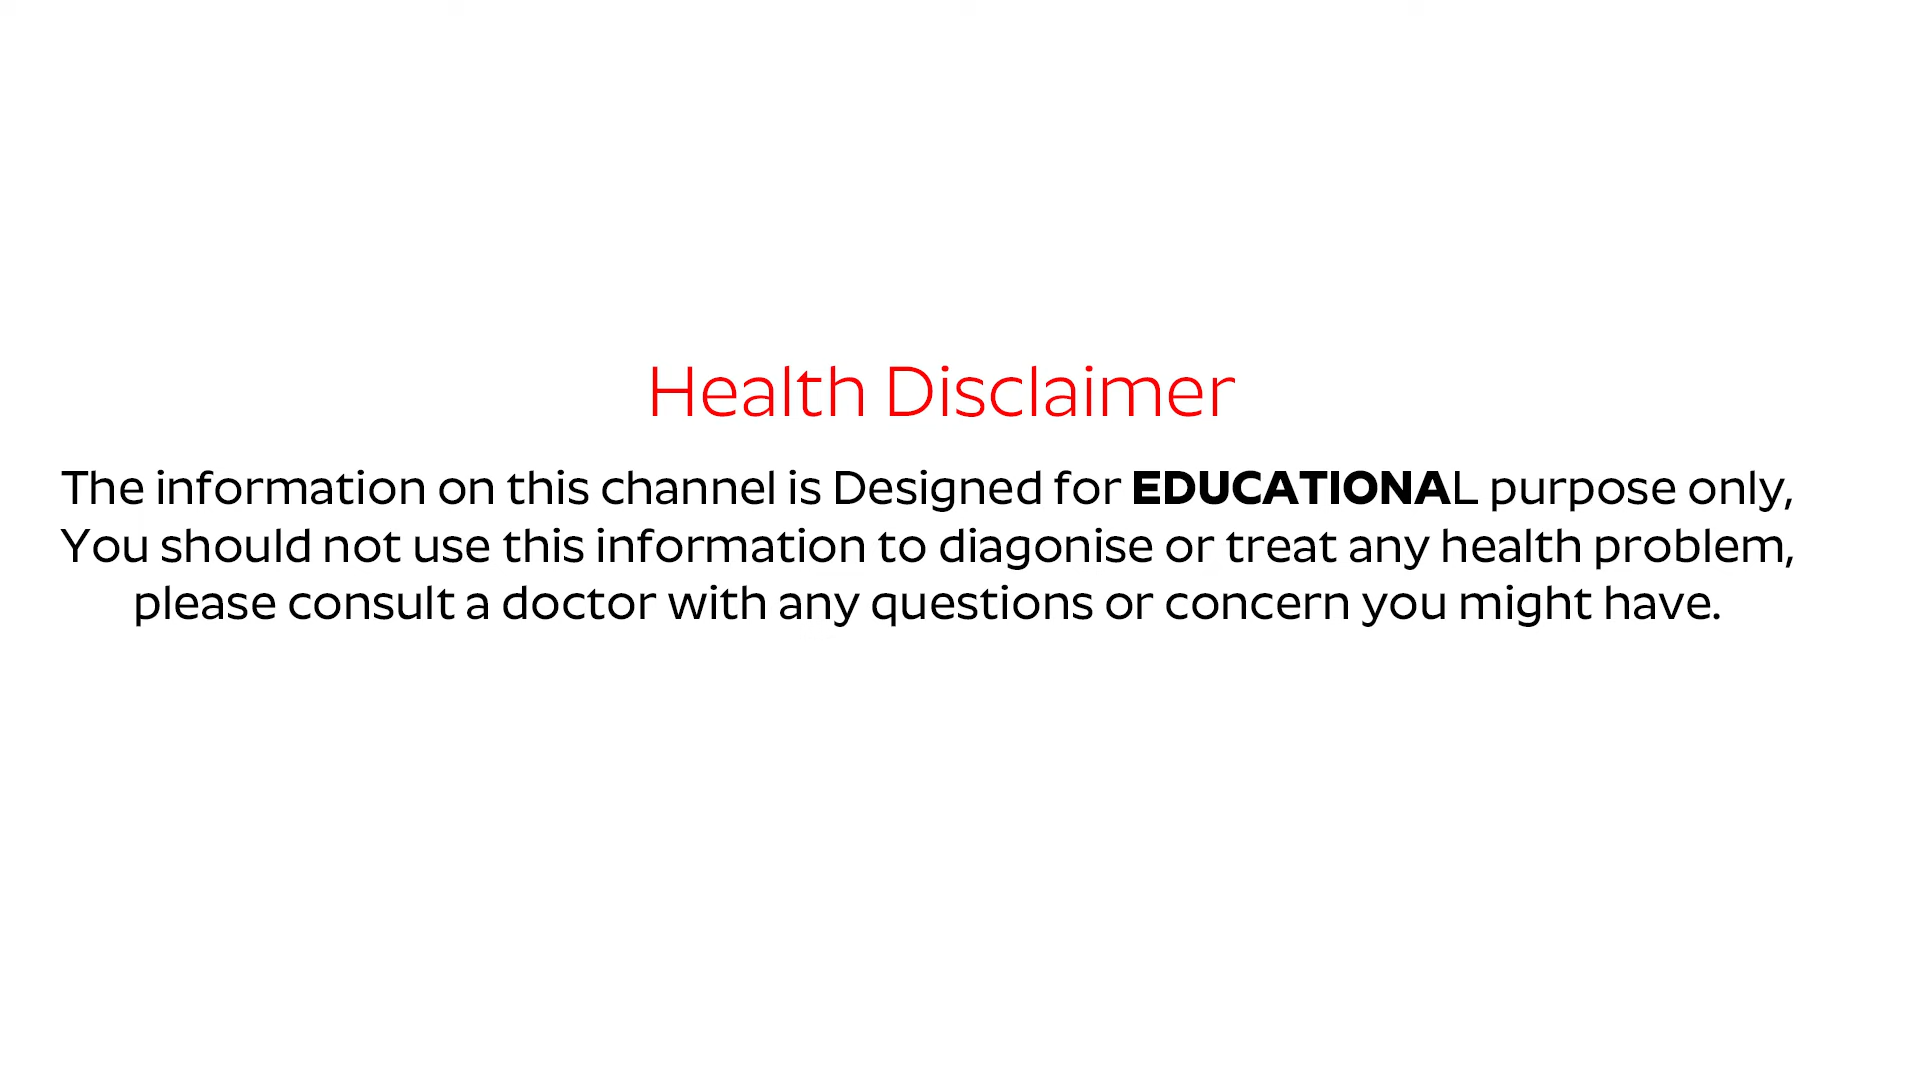 Health Disclaimer
The information on this channel is Designed for EDUCATIONAL purpose only,
You should not use this information to diagonise or treat any health problem,
please consult a doctor with any questions or concern you might have.